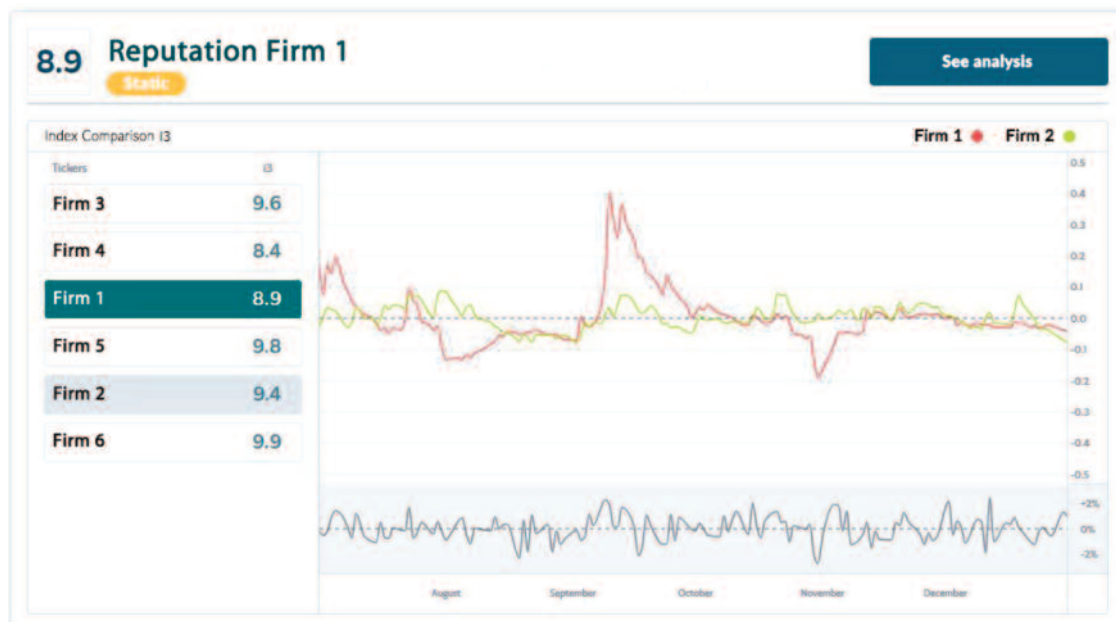 8.9 Reputation Firm 1
Static
See analysis
Index Comparison i3
Firm 1 Firm 2
Tickers i3
Firm 3 9.6
Firm 4 8.4
Firm 1 8.9
Firm 5 9.8
Firm 2 9.4
Firm 6 9.9
0.5
0.4
0.3
0.2
0.1
0.0
-0.1
-0.2
-0.3
-0.4
-0.5
+2%
0%
-2%
August September October November December